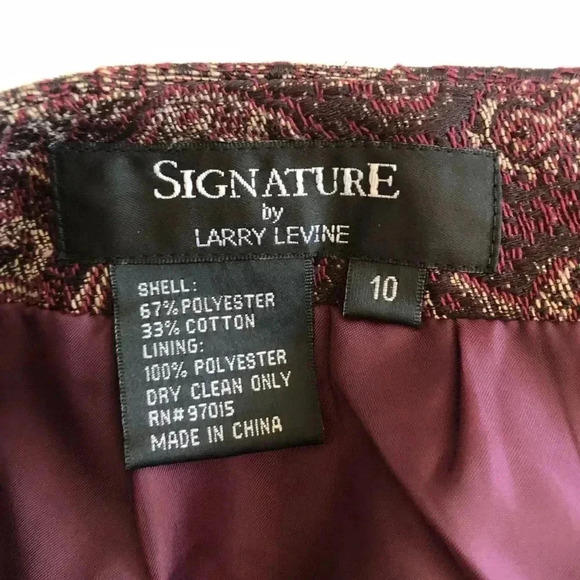 SIGNATURE
by
LARRY LEVINE
10
SHELL:
67% POLYESTER
33% COTTON
LINING:
100% POLYESTER
DRY CLEAN ONLY
RN#97015
MADE IN CHINA